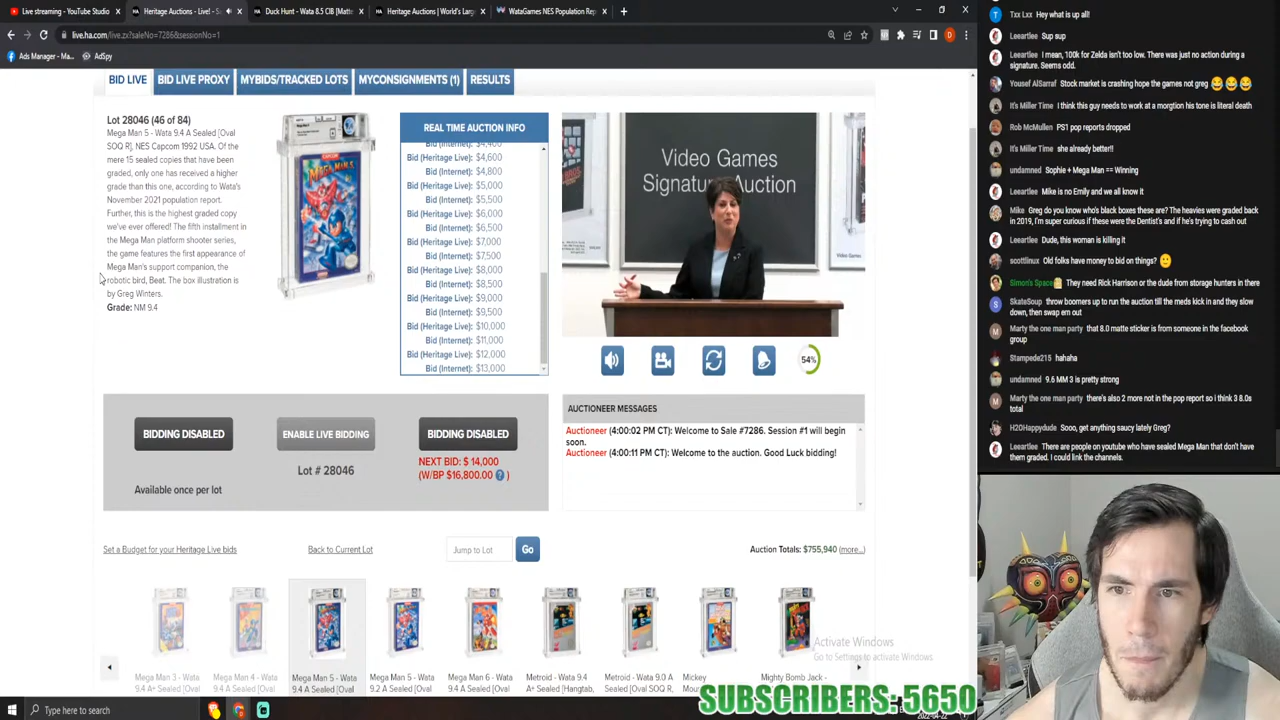 Live streaming - YouTube Studio
Heritage Auctions - Live! - S
Duck Hunt - Wata 8.5 CIB [Matte
Heritage Auctions | World's Larg
WataGames NES Population Rep
live.ha.com/live.zx?saleNo=7286&sessionNo=1
Ads Manager - Ma...
AdSpy
BID LIVE
BID LIVE PROXY
MYBIDS/TRACKED LOTS
MYCONSIGNMENTS (1)
RESULTS
Lot 28046 (46 of 84)
Mega Man 5 - Wata 9.4 A Sealed [Oval
SOQ R], NES Capcom 1992 USA. Of the
mere 15 sealed copies that have been
graded, only one has received a higher
grade than this one, according to Wata's
November 2021 population report.
Further, this is the highest graded copy
we've ever offered! The fifth installment in
the Mega Man platform shooter series,
the game features the first appearance of
Mega Man's support companion, the
robotic bird, Beat. The box illustration is
by Greg Winters.
Grade: NM 9.4
REAL TIME AUCTION INFO
Bid (Internet): $4,400
Bid (Heritage Live): $4,600
Bid (Internet): $4,800
Bid (Heritage Live): $5,000
Bid (Internet): $5,500
Bid (Heritage Live): $6,000
Bid (Internet): $6,500
Bid (Heritage Live): $7,000
Bid (Internet): $7,500
Bid (Heritage Live): $8,000
Bid (Internet): $8,500
Bid (Heritage Live): $9,000
Bid (Internet): $9,500
Bid (Heritage Live): $10,000
Bid (Internet): $11,000
Bid (Heritage Live): $12,000
Bid (Internet): $13,000
Video Games
Signature Auction
Video Games
54%
BIDDING DISABLED
ENABLE LIVE BIDDING
BIDDING DISABLED
NEXT BID: $ 14,000
(W/BP $16,800.00 ? )
Lot # 28046
Available once per lot
AUCTIONEER MESSAGES
Auctioneer (4:00:02 PM CT): Welcome to Sale #7286. Session #1 will begin
soon.
Auctioneer (4:00:11 PM CT): Welcome to the auction. Good Luck bidding!
Set a Budget for your Heritage Live bids
Back to Current Lot
Jump to Lot
Go
Auction Totals: $755,940 (more...)
Mega Man 3 - Wata
9.4 A+ Sealed [Oval
Mega Man 4 - Wata
9.4 A+ Sealed [Oval
Mega Man 5 - Wata
9.4 A Sealed [Oval
Mega Man 5 - Wata
9.2 A Sealed [Oval
Mega Man 6 - Wata
9.4 A+ Sealed [Oval
Metroid - Wata 9.4
A+ Sealed [Hangtab,
Metroid - Wata 9.0 A
Sealed [Oval SOQ R,
Mickey
Mighty Bomb Jack -
Activate Windows
Go to Settings to activate Windows.
Type here to search
SUBSCRIBERS: 5650
2022-04-22
Txx Lxx Hey what is up all!
Leeartlee Sup sup
Leeartlee I mean, 100k for Zelda isn't too low. There was just no action during a
signature. Seems odd.
Yousef AlSarraf Stock market is crashing hope the games not greg
It's Miller Time I think this guy needs to work at a morgtion his tone is literal death
Rob McMullen PS1 pop reports dropped
It's Miller Time she already better!!
undamned Sophie + Mega Man == Winning
Leeartlee Mike is no Emily and we all know it
Mike Greg do you know who's black boxes these are? The heavies were graded back
in 2019, I'm super curious if these were the Dentist's and if he's trying to cash out
Leeartlee Dude, this woman is killing it
scottlinux Old folks have money to bid on things?
Simon's Space They need Rick Harrison or the dudes from storage hunters in there
SkateSoup throw boomers up to run the auction till the meds kick in and they slow
down, then swap em out
Marty the one man party that 8.0 matte sticker is from someone in the facebook
group
Stampede215 hahaha
undamned 9.6 MM 3 is pretty strong
Marty the one man party there's also 2 more not in the pop report so i think 3 8.0s
total
H20Happydude Sooo, get anything saucy lately Greg?
Leeartlee There are people on youtube who have sealed Mega Man that don't have
them graded. I could link the channels.